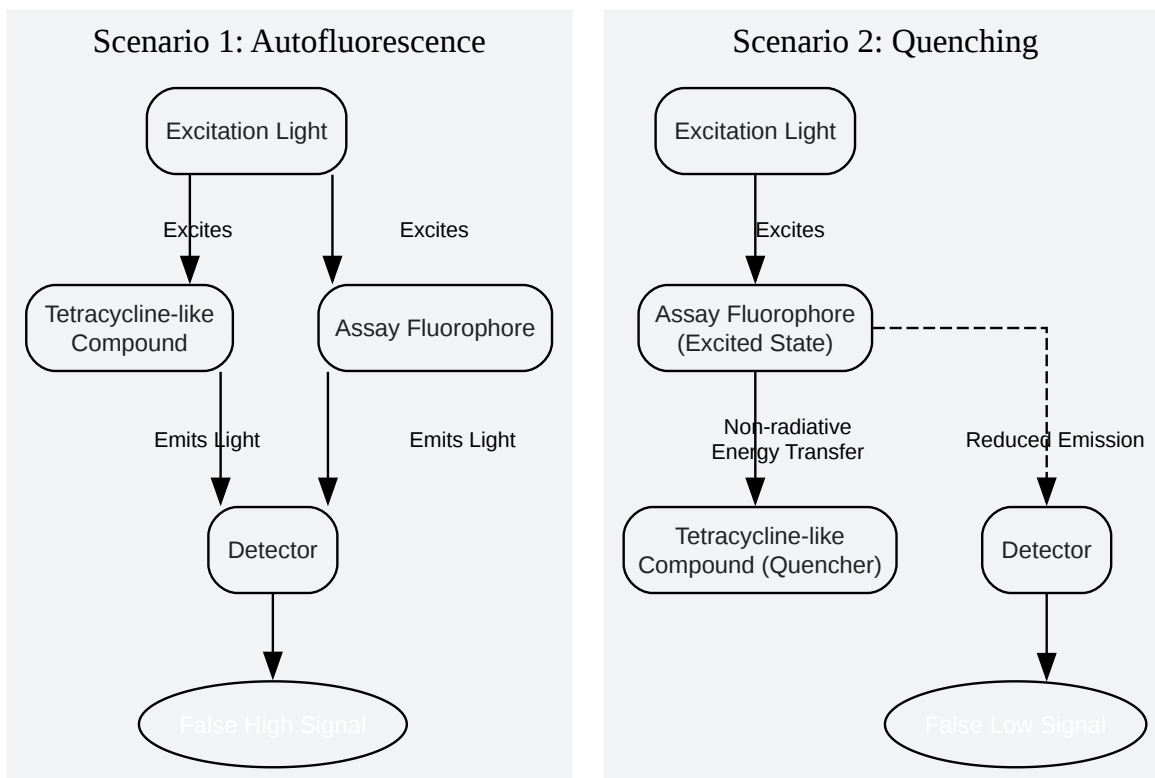 Scenario 1: Autofluorescence
Excitation Light
Excites
Excites
Tetracycline-like
Compound
Assay Fluorophore
Emits Light
Emits Light
Detector
False High Signal
Scenario 2: Quenching
Excitation Light
Excites
Assay Fluorophore
(Excited State)
Non-radiative
Energy Transfer
Reduced Emission
Tetracycline-like
Compound (Quencher)
Detector
False Low Signal